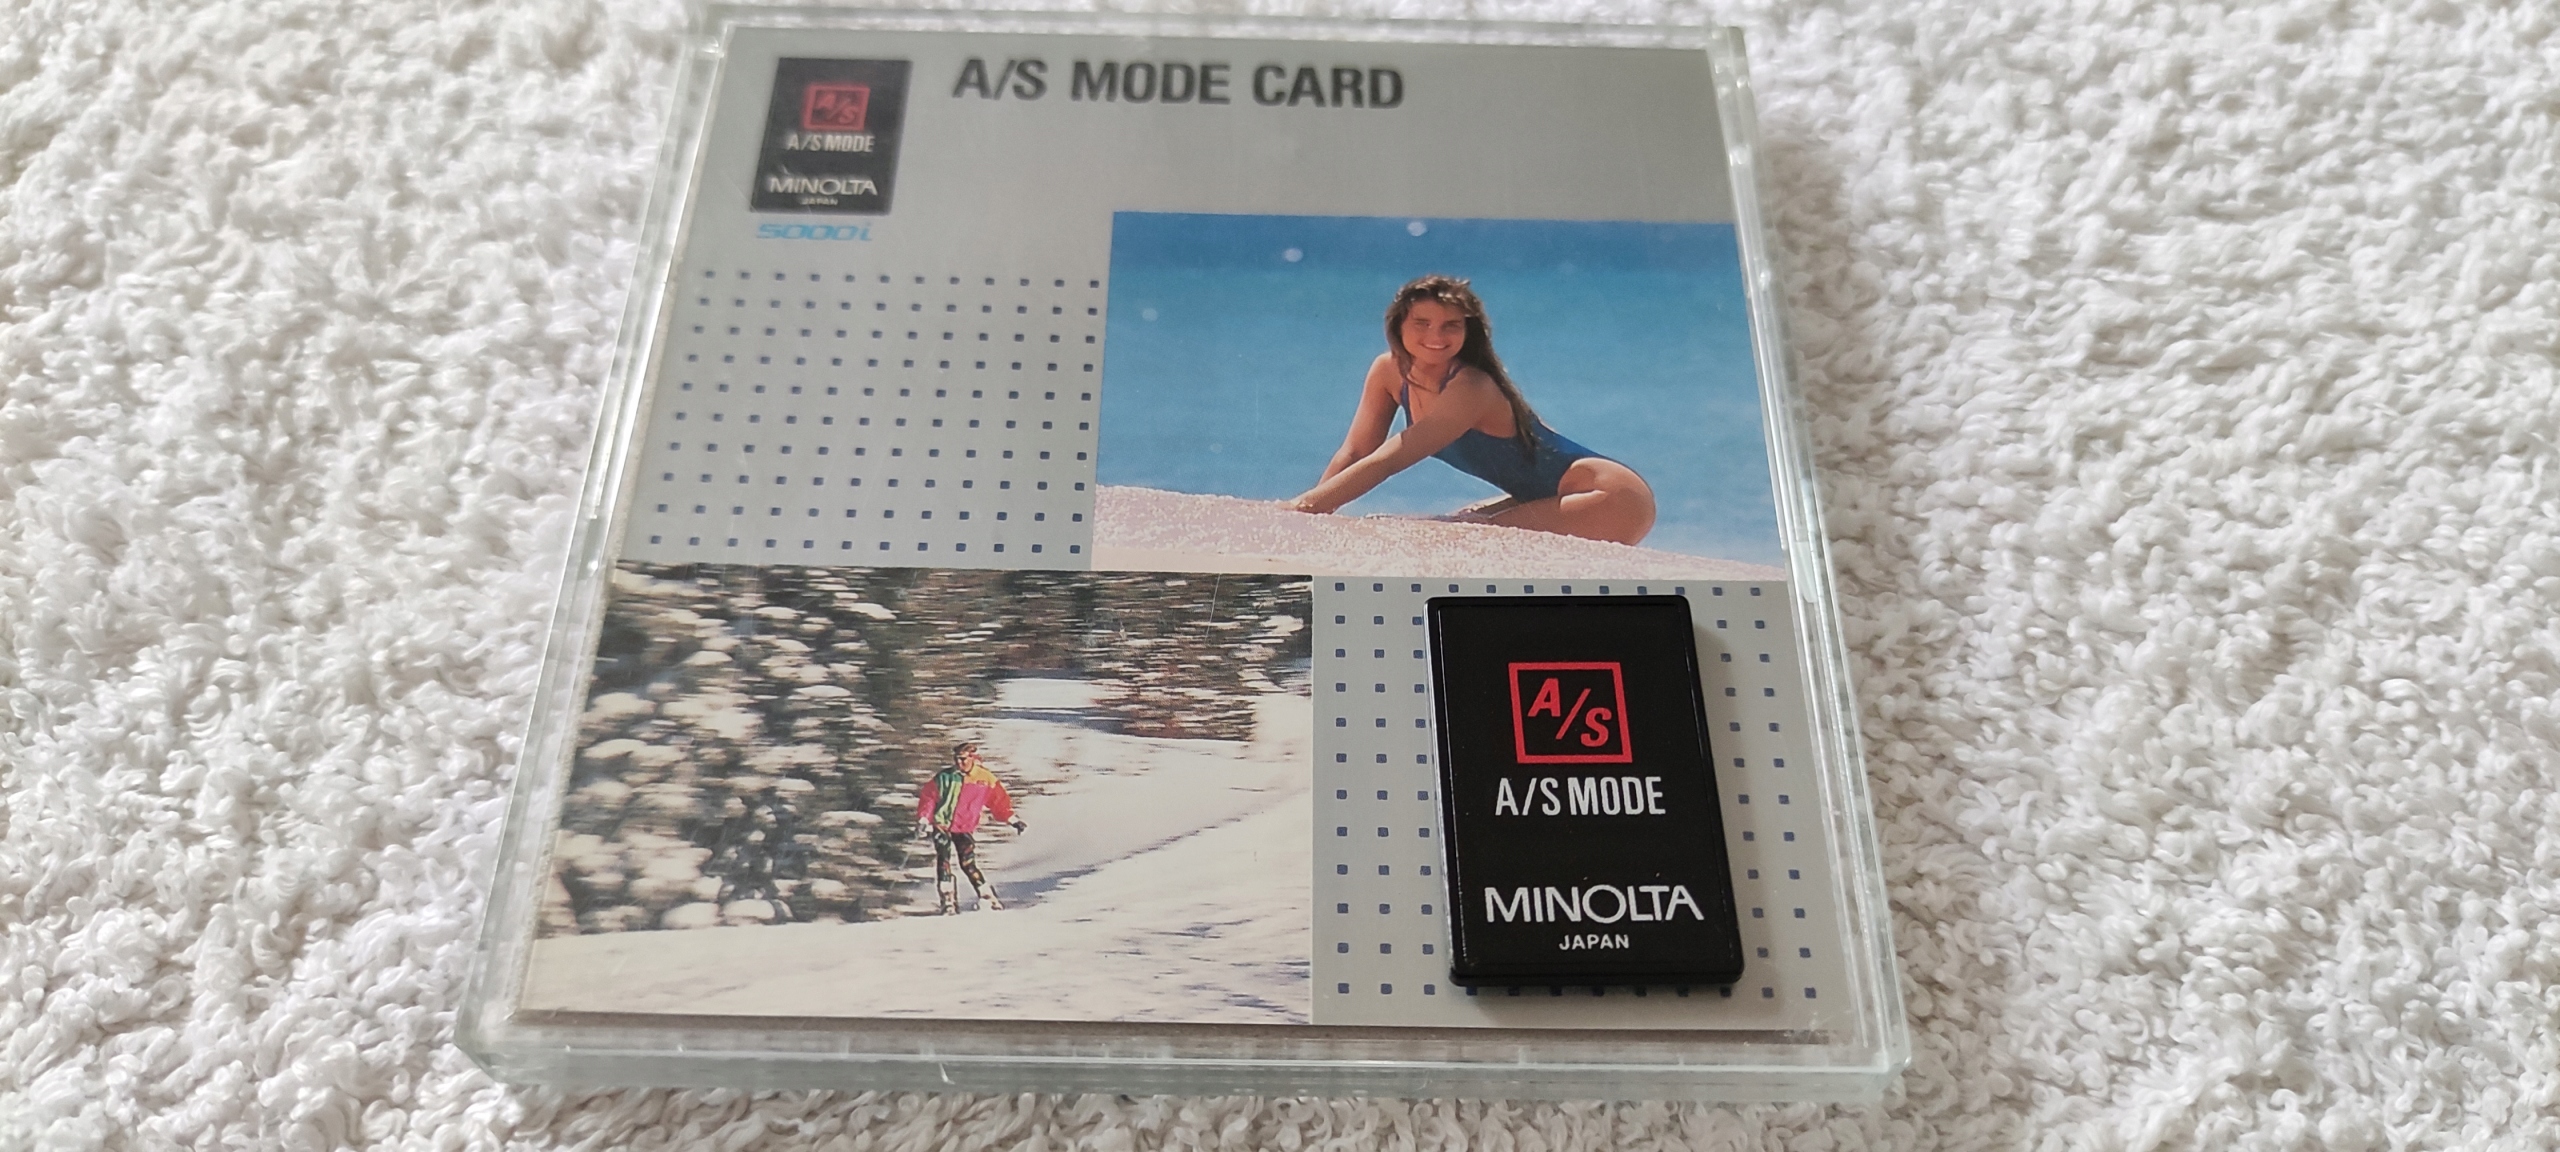 A/S MODE CARD
A/S
A/S MODE
MINOLTA
JAPAN
5000i
A/S
A/S MODE
MINOLTA
JAPAN